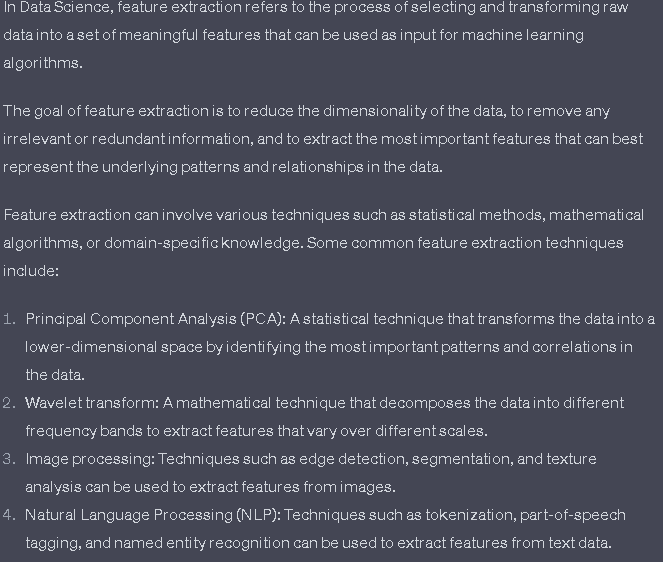 In Data Science, feature extraction refers to the process of selecting and transforming raw
data into a set of meaningful features that can be used as input for machine learning
algorithms.
The goal of feature extraction is to reduce the dimensionality of the data, to remove any
irrelevant or redundant information, and to extract the most important features that can best
represent the underlying patterns and relationships in the data.
Feature extraction can involve various techniques such as statistical methods, mathematical
algorithms, or domain-specific knowledge. Some common feature extraction techniques
include:
1. Principal Component Analysis (PCA): A statistical technique that transforms the data into a
lower-dimensional space by identifying the most important patterns and correlations in
the data.
2. Wavelet transform: A mathematical technique that decomposes the data into different
frequency bands to extract features that vary over different scales.
3. Image processing: Techniques such as edge detection, segmentation, and texture
analysis can be used to extract features from images.
4. Natural Language Processing (NLP): Techniques such as tokenization, part-of-speech
tagging, and named entity recognition can be used to extract features from text data.